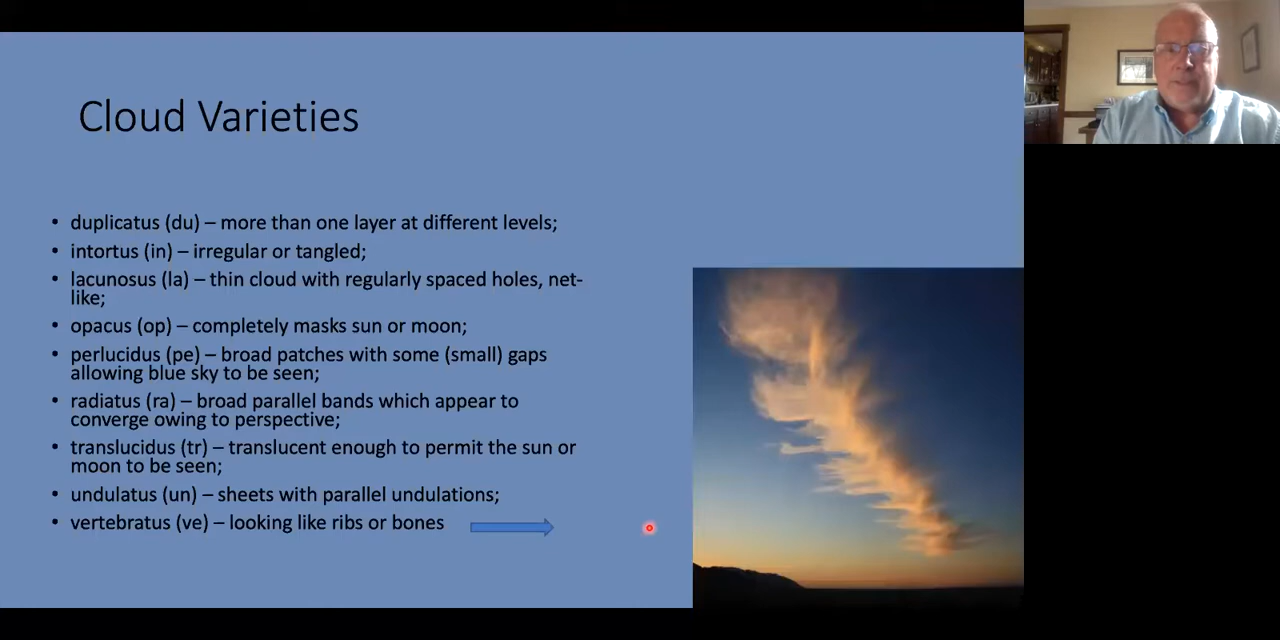 Cloud Varieties
• duplicatus (du) – more than one layer at different levels;
• intortus (in) – irregular or tangled;
• lacunosus (la) – thin cloud with regularly spaced holes, net-
like;
• opacus (op) – completely masks sun or moon;
• perlucidus (pe) – broad patches with some (small) gaps
allowing blue sky to be seen;
• radiatus (ra) – broad parallel bands which appear to
converge owing to perspective;
• translucidus (tr) – translucent enough to permit the sun or
moon to be seen;
• undulatus (un) – sheets with parallel undulations;
• vertebratus (ve) – looking like ribs or bones